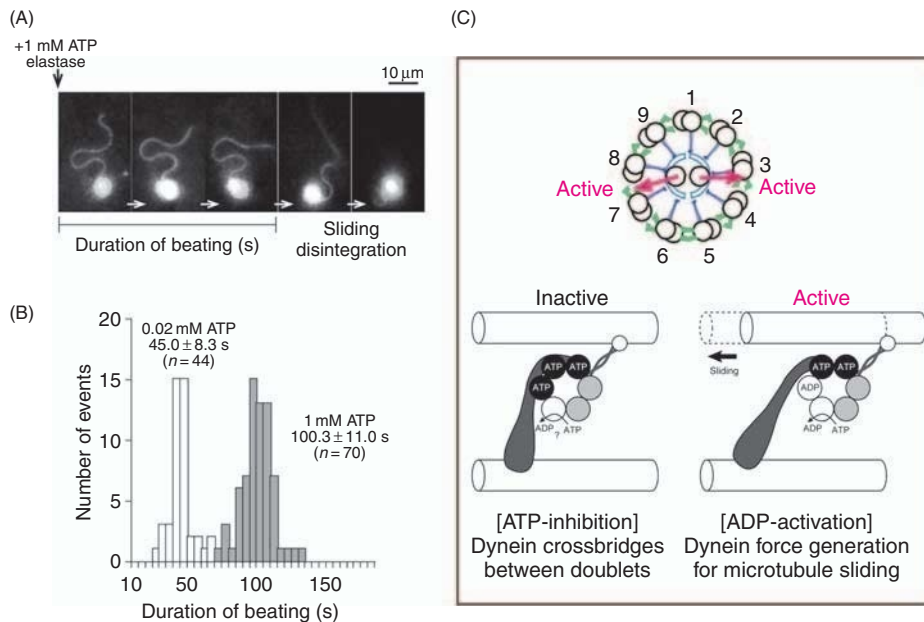 (A)
+1 mM ATP
elastase
10 μm
Duration of beating (s)
Sliding
disintegration
(B)
Number of events
20
15
10
5
0
0.02 mM ATP
45.0 ± 8.3 s
(n = 44)
1 mM ATP
100.3 ± 11.0 s
(n = 70)
10
50
100
150
Duration of beating (s)
(C)
1
2
3
4
5
6
7
8
9
Active
Active
Inactive
ATP
ATP
ATP
ADP
?
ATP
Active
Sliding
ATP
ATP
ADP
ADP
ATP
[ATP-inhibition]
Dynein crossbridges
between doublets
[ADP-activation]
Dynein force generation
for microtubule sliding